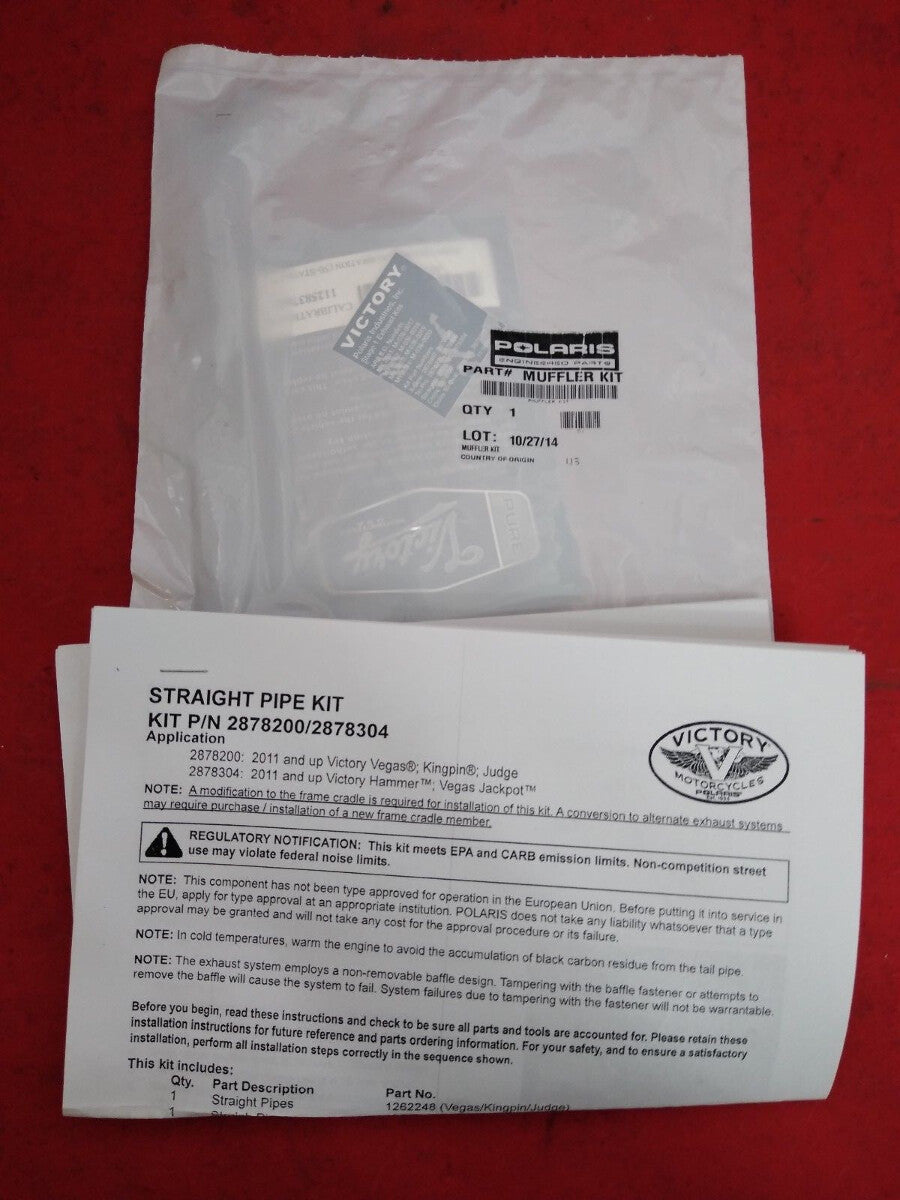 VICTORY®
Polaris Industries, Inc.
Stage 1 Exhaust Kits
POLARIS
ENGINEERED PARTS
PART# MUFFLER KIT
MUFFLER KIT
QTY 1
LOT: 10/27/14
MUFFLER KIT
COUNTRY OF ORIGIN
PURE
Victory
STRAIGHT PIPE KIT
KIT P/N 2878200/2878304
Application
2878200: 2011 and up Victory Vegas®; Kingpin®; Judge
2878304: 2011 and up Victory Hammer™; Vegas Jackpot™
VICTORY
V
MOTORCYCLES
POLARIS
NOTE: A modification to the frame cradle is required for installation of this kit. A conversion to alternate exhaust systems
may require purchase / installation of a new frame cradle member.
REGULATORY NOTIFICATION: This kit meets EPA and CARB emission limits. Non-competition street
use may violate federal noise limits.
NOTE: This component has not been type approved for operation in the European Union. Before putting it into service in
the EU, apply for type approval at an appropriate institution. POLARIS does not take any liability whatsoever that a type
approval may be granted and will not take any cost for the approval procedure or its failure.
NOTE: In cold temperatures, warm the engine to avoid the accumulation of black carbon residue from the tail pipe.
NOTE: The exhaust system employs a non-removable baffle design. Tampering with the baffle fastener or attempts to
remove the baffle will cause the system to fail. System failures due to tampering with the fastener will not be warrantable.
Before you begin, read these instructions and check to be sure all parts and tools are accounted for. Please retain these
installation instructions for future reference and parts ordering information. For your safety, and to ensure a satisfactory
installation, perform all installation steps correctly in the sequence shown.
This kit includes:
Qty. Part Description Part No.
1 Straight Pipes 1262248 (Vegas/Kingpin/Judge)
1